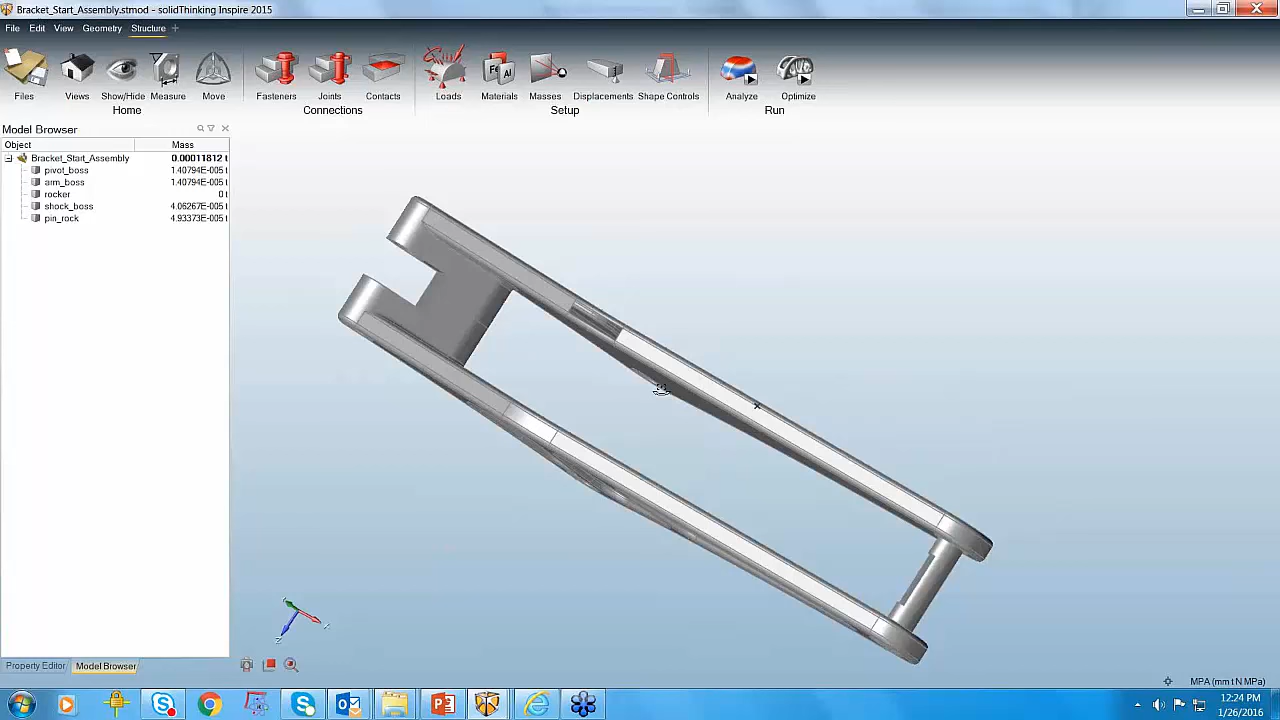 Bracket_Start_Assembly.stmod - solidThinking Inspire 2015
File Edit View Geometry Structure +
Files Views Show/Hide Measure Move Fasteners Joints Contacts Loads Materials Masses Displacements Shape Controls Analyze Optimize
Home Connections Setup Run
Model Browser
Object Mass
Bracket_Start_Assembly 0.00011812 t
pivot_boss 1.40794E-005 t
arm_boss 1.40794E-005 t
rocker 0 t
shock_boss 4.06267E-005 t
pin_rock 4.93373E-005 t
Property Editor Model Browser
MPA (mm t N MPa)
12:24 PM
1/26/2016